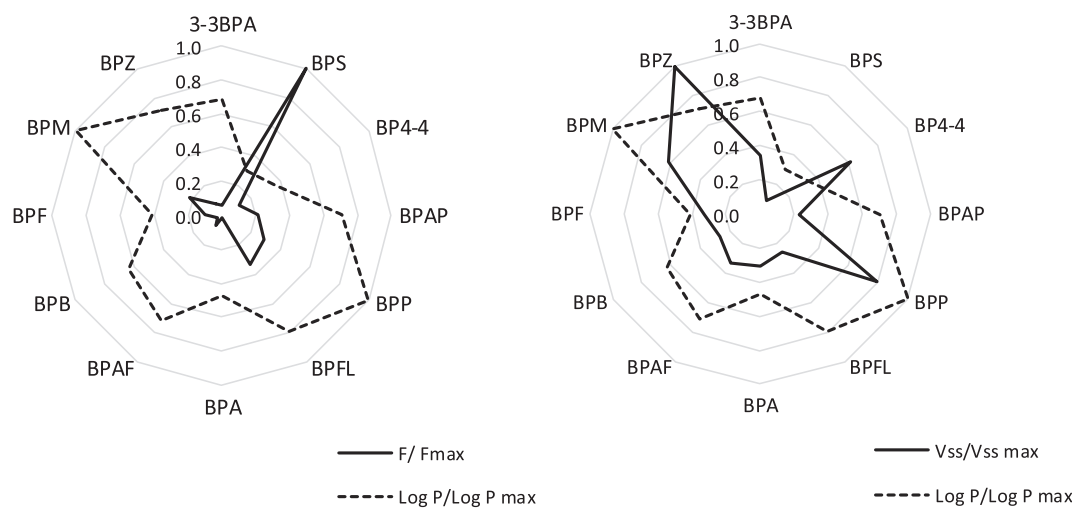 3-3BPA
BPS
BP4-4
BPAP
BPP
BPFL
BPA
BPAF
BPB
BPF
BPM
BPZ
1.0
0.8
0.6
0.4
0.2
0.0
F/ Fmax
Log P/Log P max
3-3BPA
BPS
BP4-4
BPAP
BPP
BPFL
BPA
BPAF
BPB
BPF
BPM
BPZ
1.0
0.8
0.6
0.4
0.2
0.0
Vss/Vss max
Log P/Log P max